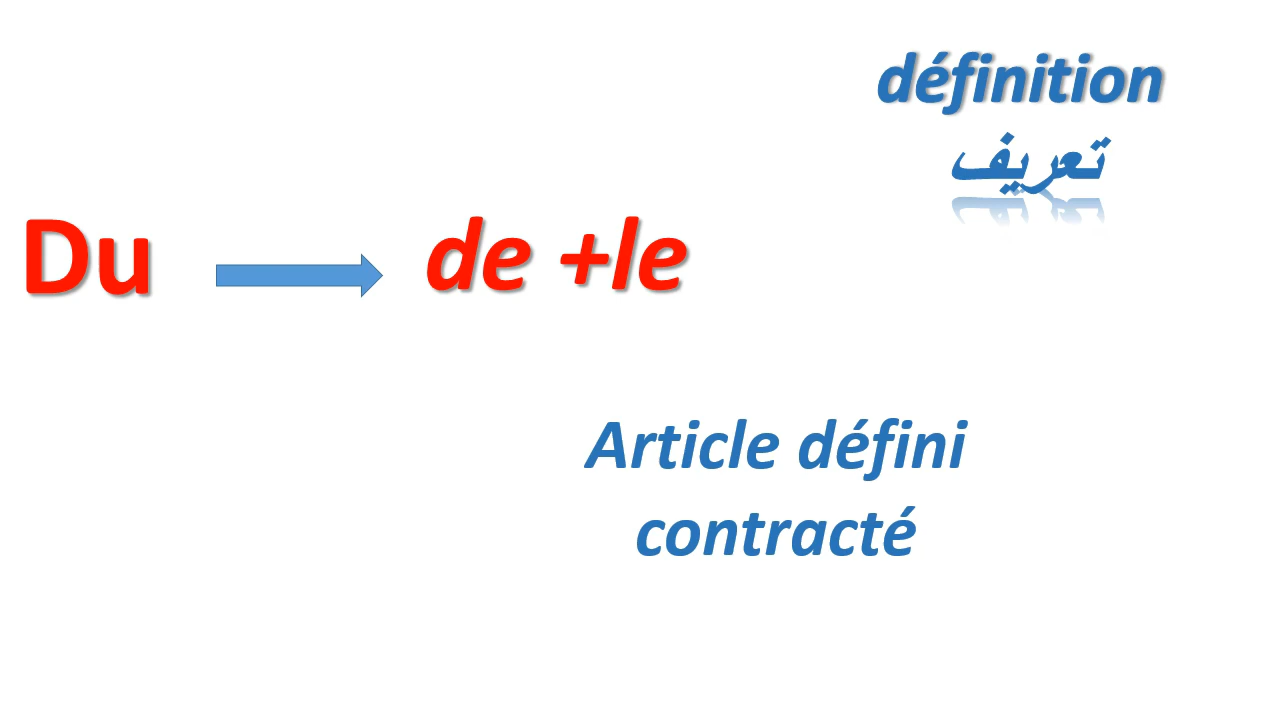 définition
تعريف
Du de +le
Article défini
contracté